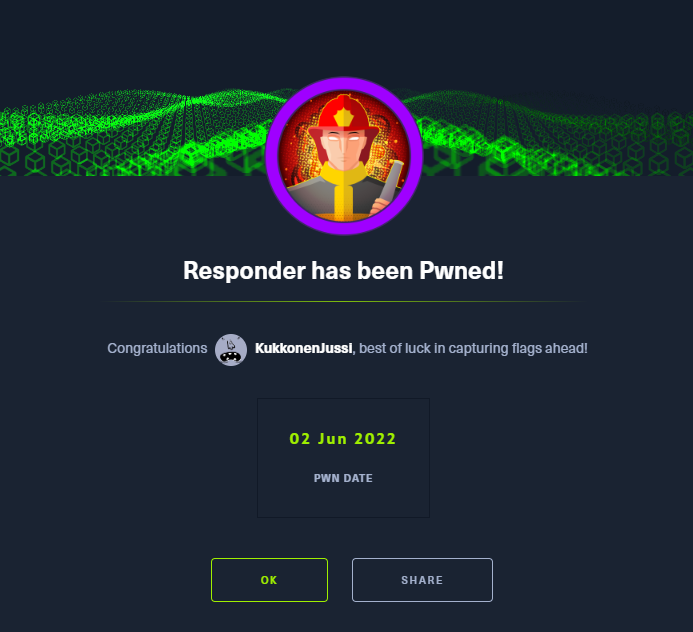 Responder has been Pwned!
Congratulations KukkonenJussi, best of luck in capturing flags ahead!
02 Jun 2022
PWN DATE
OK
SHARE